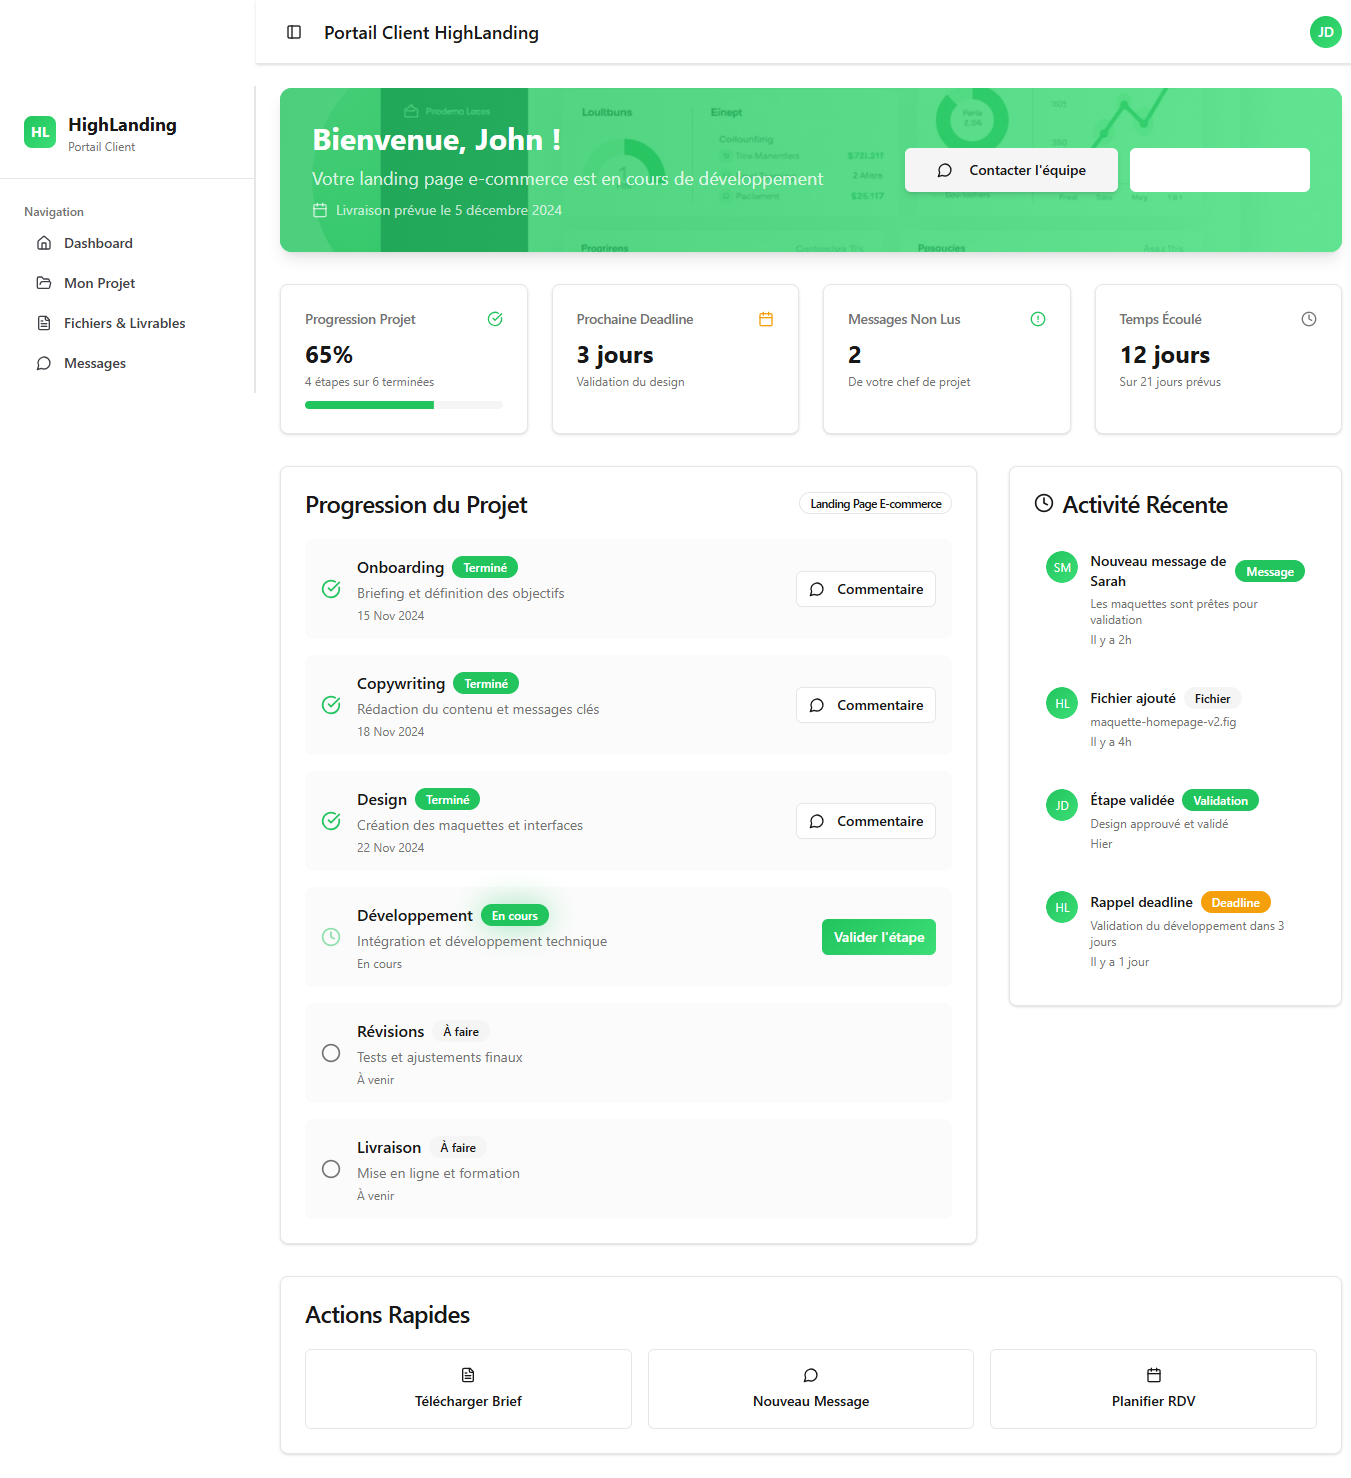 Portail Client HighLanding
JD
HL
HighLanding
Portail Client
Navigation
Dashboard
Mon Projet
Fichiers & Livrables
Messages
Bienvenue, John !
Votre landing page e-commerce est en cours de développement
Livraison prévue le 5 décembre 2024
Loultbuns
Einept
Contacter l'équipe
Progression Projet
65%
4 étapes sur 6 terminées
Prochaine Deadline
3 jours
Validation du design
Messages Non Lus
2
De votre chef de projet
Temps Écoulé
12 jours
Sur 21 jours prévus
Progression du Projet
Landing Page E-commerce
Onboarding Terminé
Briefing et définition des objectifs
15 Nov 2024
Commentaire
Copywriting Terminé
Rédaction du contenu et messages clés
18 Nov 2024
Commentaire
Design Terminé
Création des maquettes et interfaces
22 Nov 2024
Commentaire
Développement En cours
Intégration et développement technique
En cours
Valider l'étape
Révisions À faire
Tests et ajustements finaux
À venir
Livraison À faire
Mise en ligne et formation
À venir
Activité Récente
SM
Nouveau message de
Sarah
Message
Les maquettes sont prêtes pour
validation
Il y a 2h
HL
Fichier ajouté Fichier
maquette-homepage-v2.fig
Il y a 4h
JD
Étape validée Validation
Design approuvé et validé
Hier
HL
Rappel deadline Deadline
Validation du développement dans 3
jours
Il y a 1 jour
Actions Rapides
Télécharger Brief
Nouveau Message
Planifier RDV